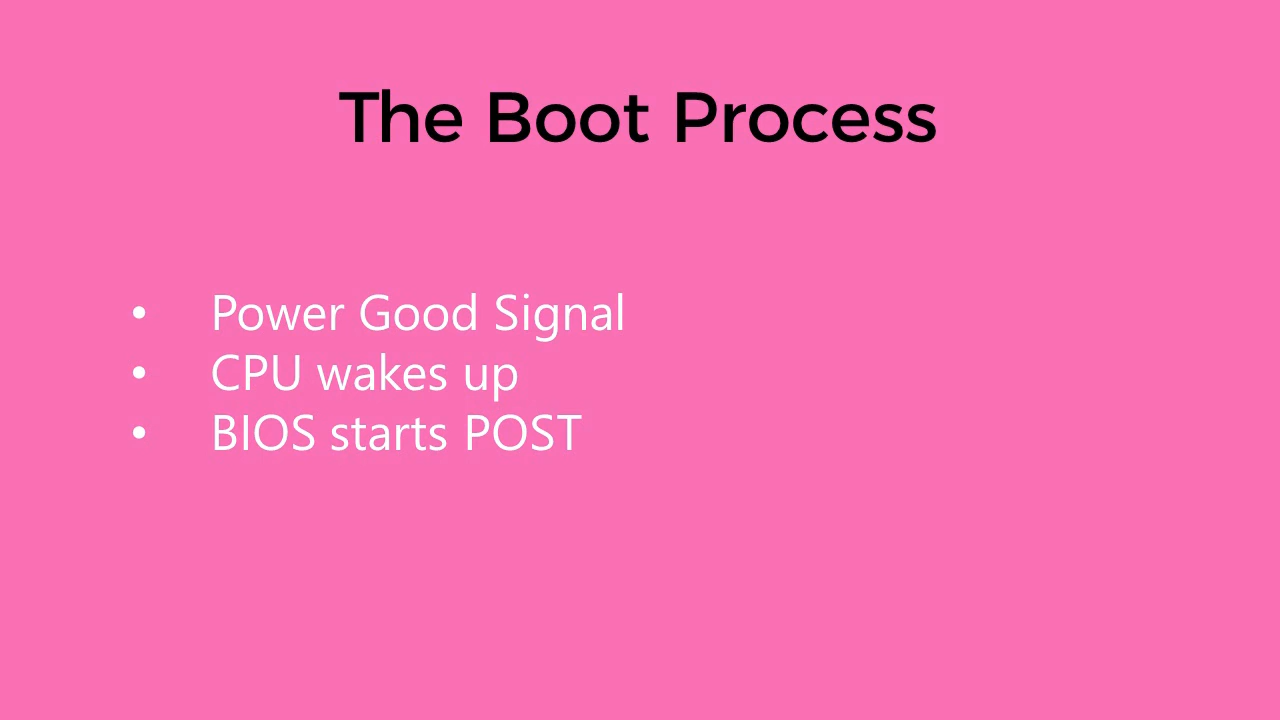 The Boot Process
• Power Good Signal
• CPU wakes up
• BIOS starts POST